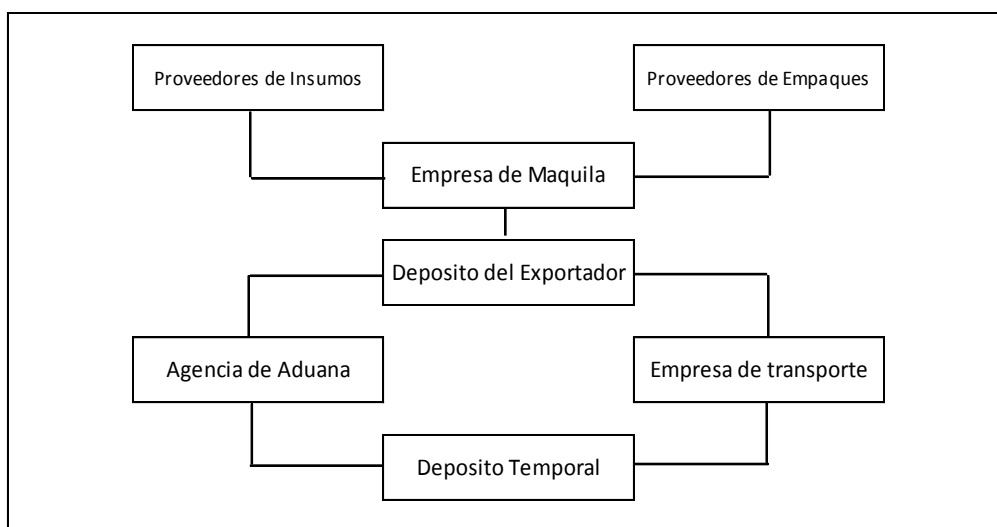 Proveedores de Insumos
Proveedores de Empaques
Empresa de Maquila
Deposito del Exportador
Agencia de Aduana
Empresa de transporte
Deposito Temporal